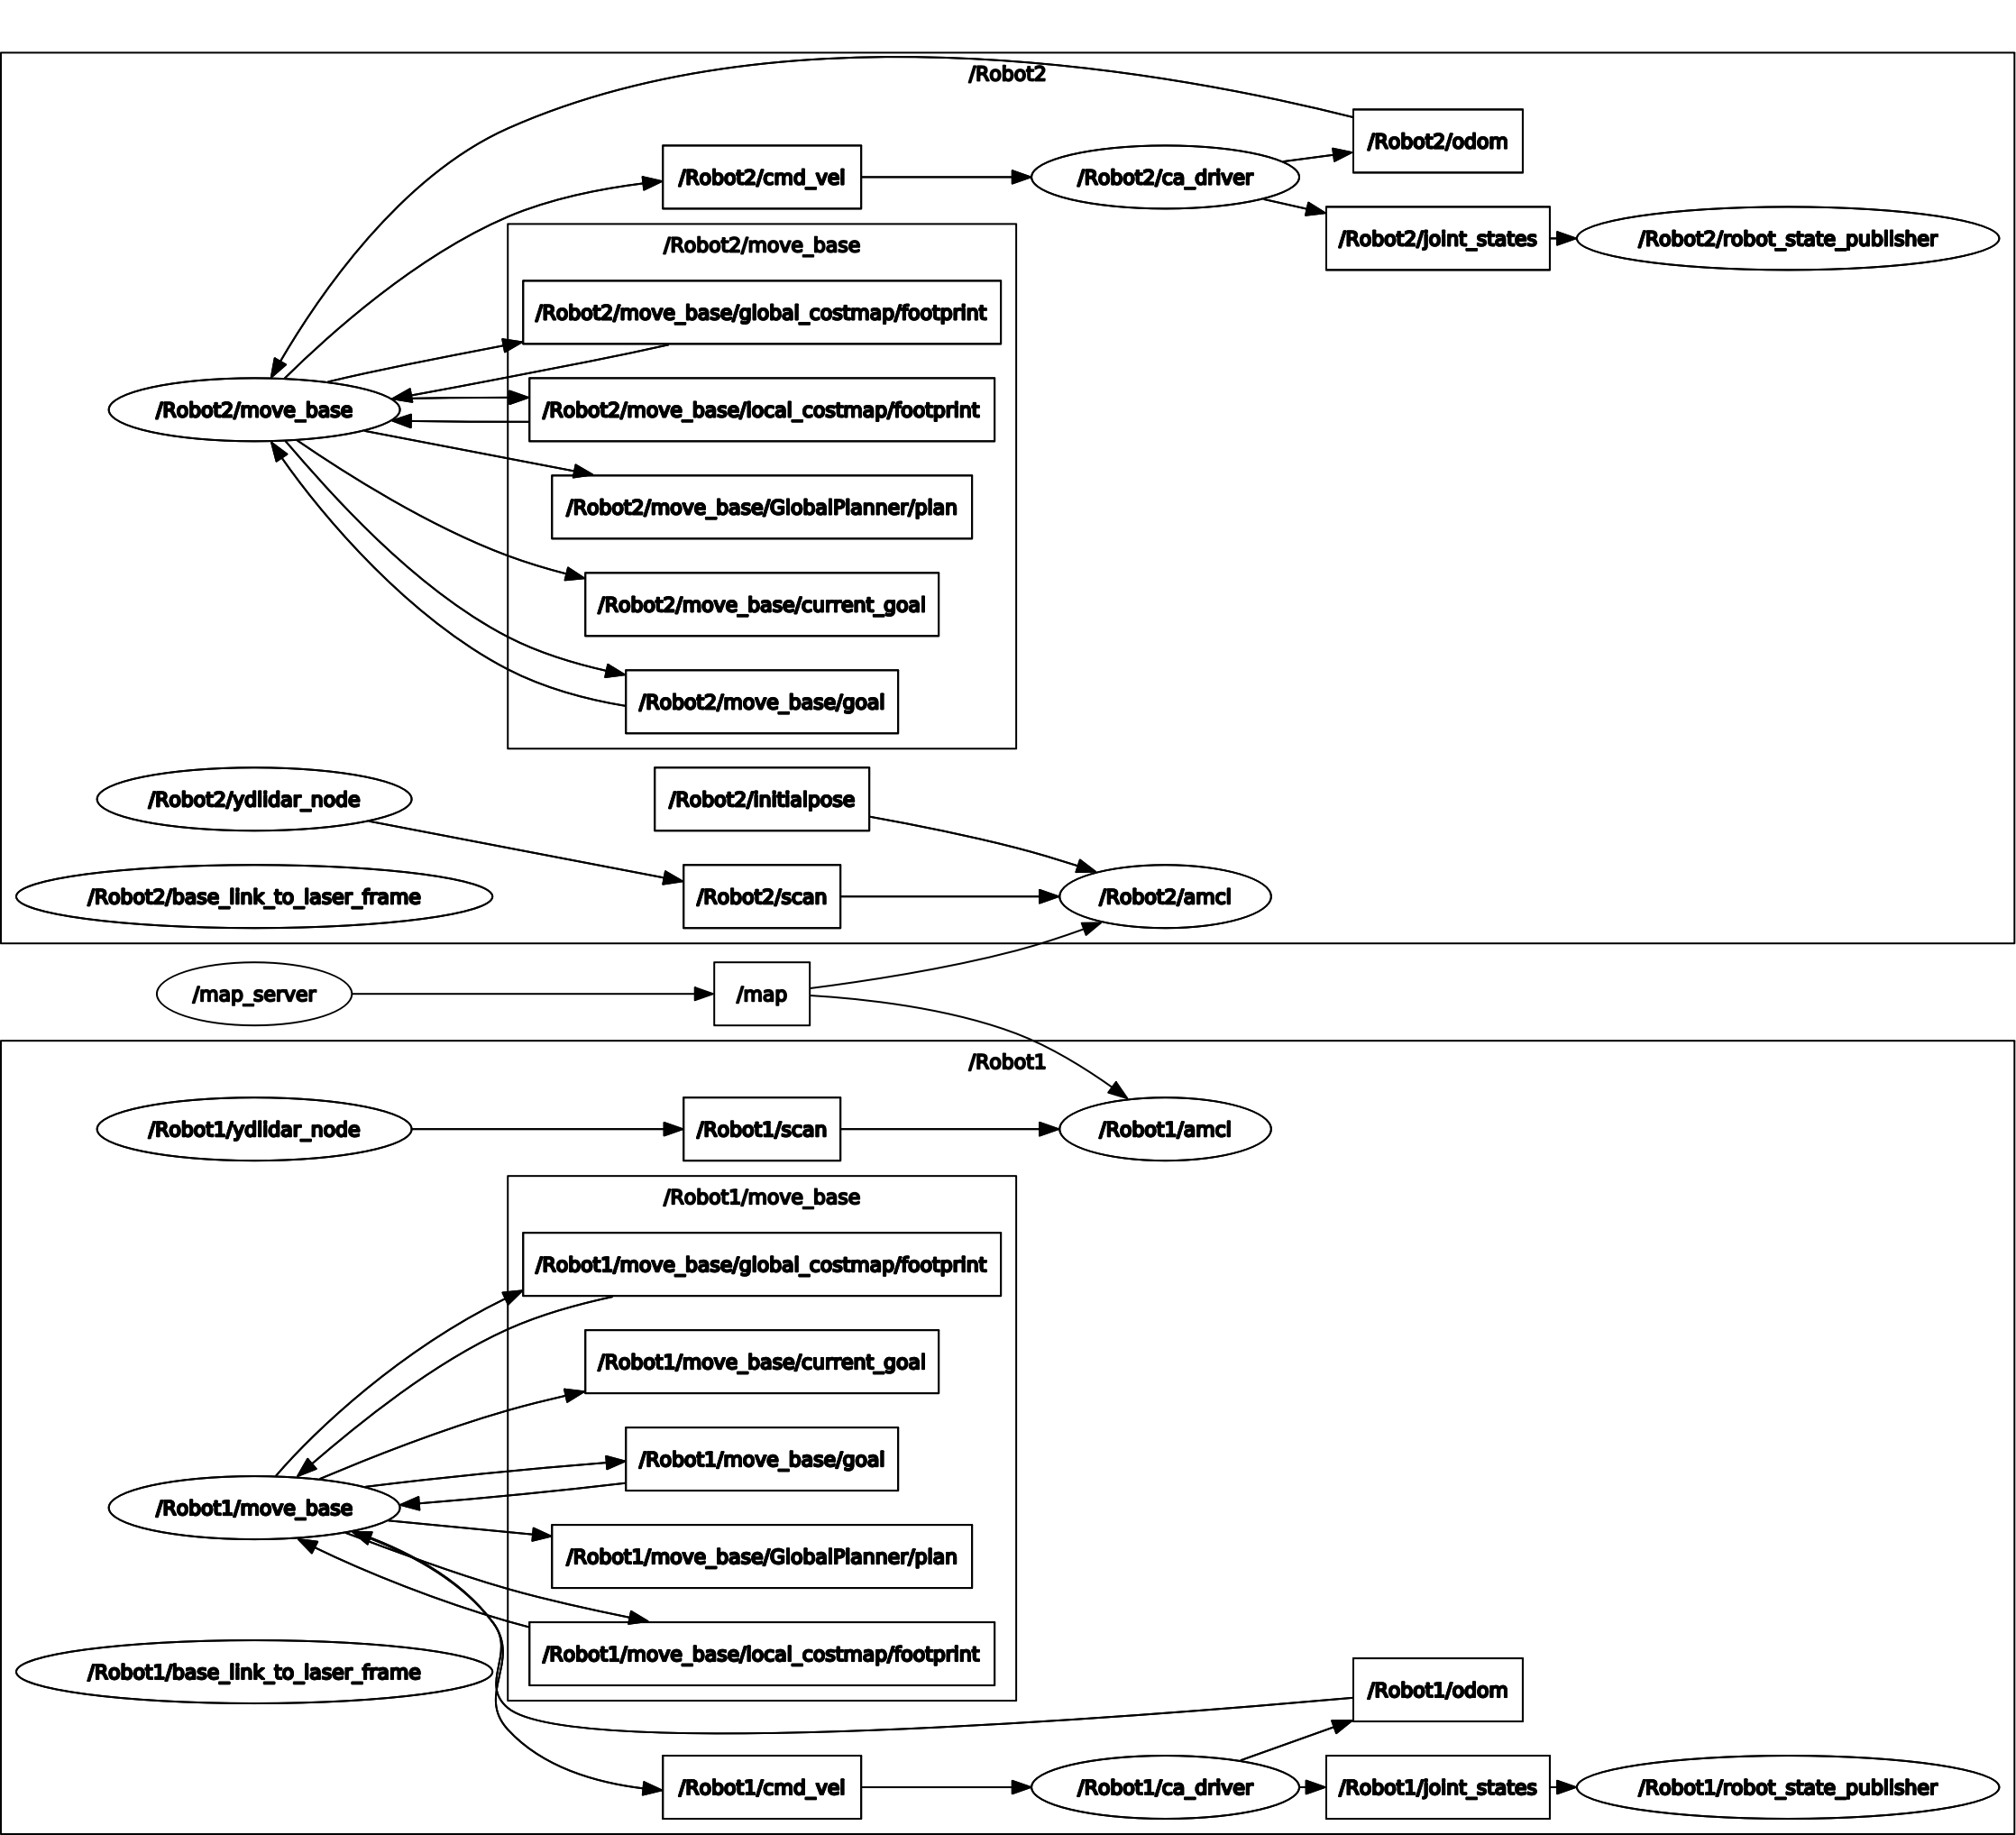 /Robot2
/Robot2/odom
/Robot2/cmd_vel
/Robot2/ca_driver
/Robot2/joint_states
/Robot2/robot_state_publisher
/Robot2/move_base
/Robot2/move_base/global_costmap/footprint
/Robot2/move_base
/Robot2/move_base/local_costmap/footprint
/Robot2/move_base/GlobalPlanner/plan
/Robot2/move_base/current_goal
/Robot2/move_base/goal
/Robot2/ydlidar_node
/Robot2/initialpose
/Robot2/base_link_to_laser_frame
/Robot2/scan
/Robot2/amcl
/map_server
/map
/Robot1
/Robot1/ydlidar_node
/Robot1/scan
/Robot1/amcl
/Robot1/move_base
/Robot1/move_base/global_costmap/footprint
/Robot1/move_base/current_goal
/Robot1/move_base/goal
/Robot1/move_base
/Robot1/move_base/GlobalPlanner/plan
/Robot1/move_base/local_costmap/footprint
/Robot1/base_link_to_laser_frame
/Robot1/odom
/Robot1/cmd_vel
/Robot1/ca_driver
/Robot1/joint_states
/Robot1/robot_state_publisher